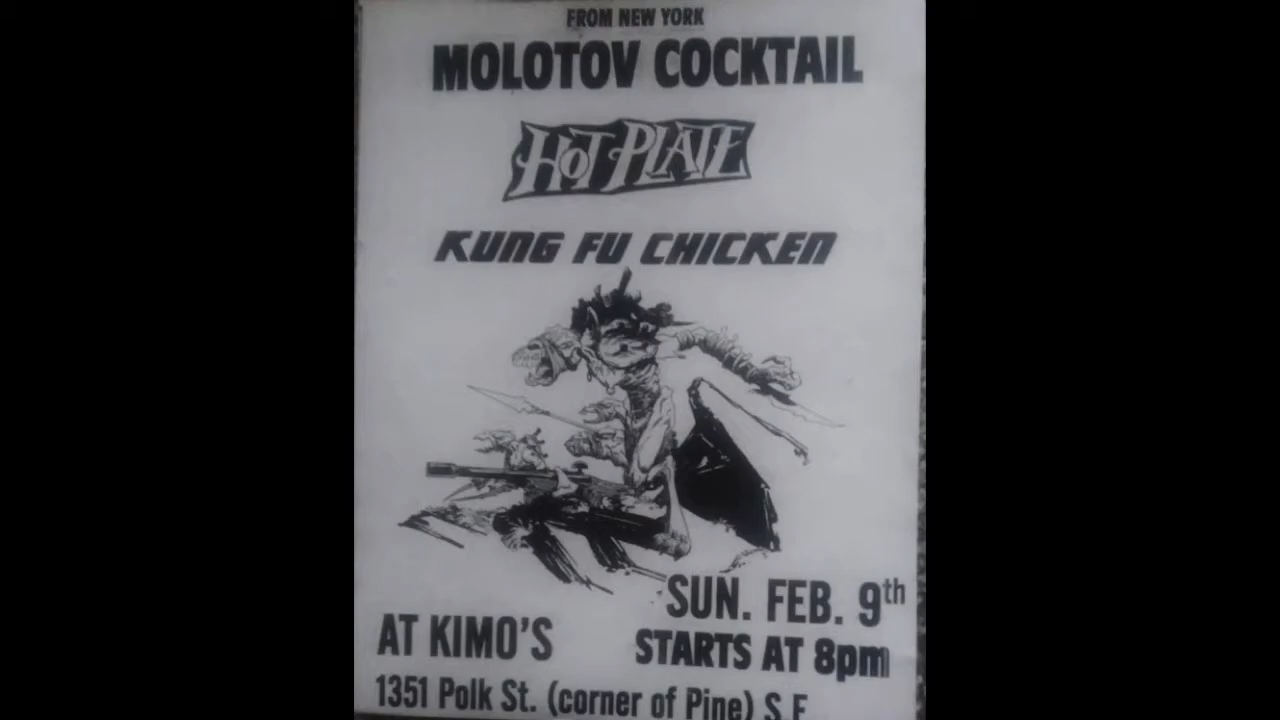 FROM NEW YORK
MOLOTOV COCKTAIL
HOT PLATE
KUNG FU CHICKEN
SUN. FEB. 9th
AT KIMO'S
STARTS AT 8pm
1351 Polk St. (corner of Pine) S.F.